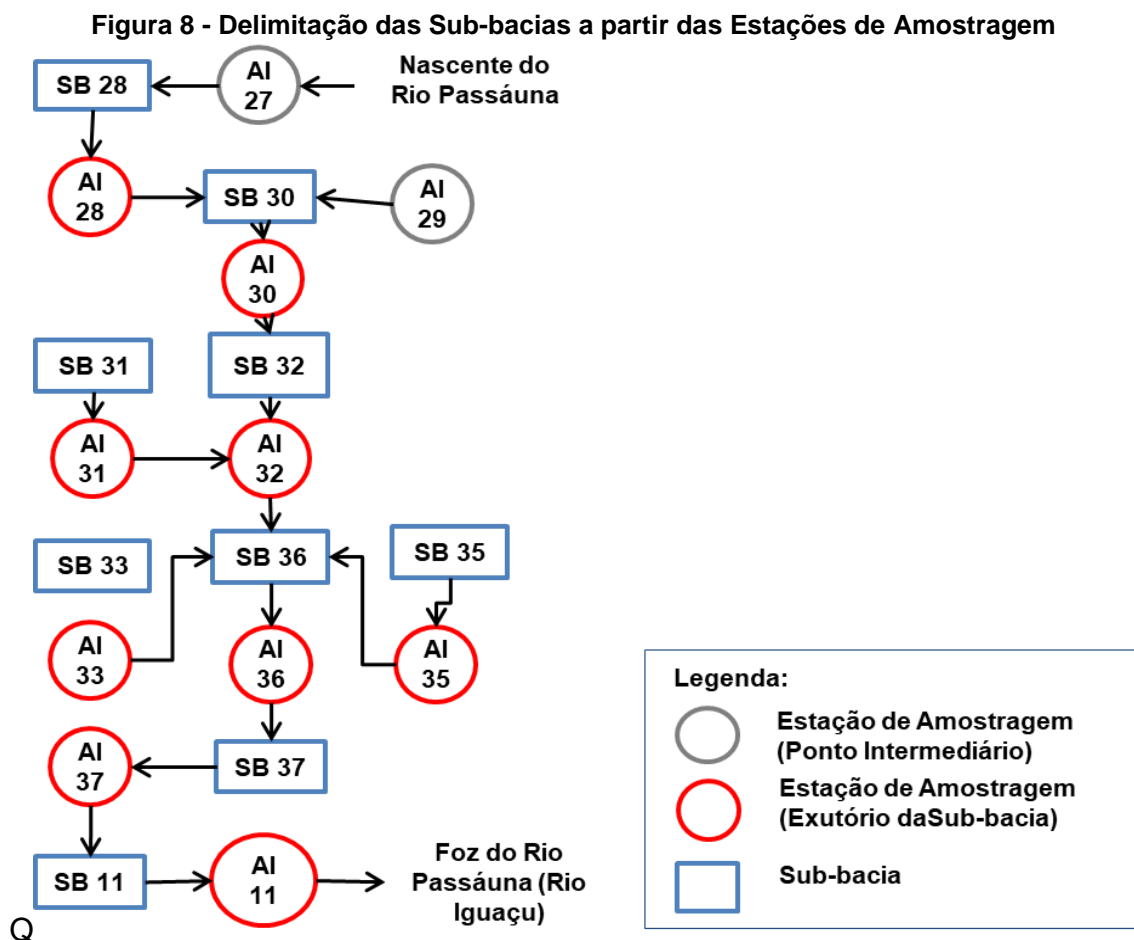 Figura 8 - Delimitação das Sub-bacias a partir das Estações de Amostragem
SB 28
AI
27
Nascente do
Rio Passáuna
AI
28
SB 30
AI
29
AI
30
SB 31
SB 32
AI
31
AI
32
SB 33
SB 36
SB 35
AI
33
AI
36
AI
35
AI
37
SB 37
SB 11
AI
11
Foz do Rio
Passáuna (Rio
Iguaçu)
Legenda:
Estação de Amostragem
(Ponto Intermediário)
Estação de Amostragem
(Exutório daSub-bacia)
Sub-bacia
Q